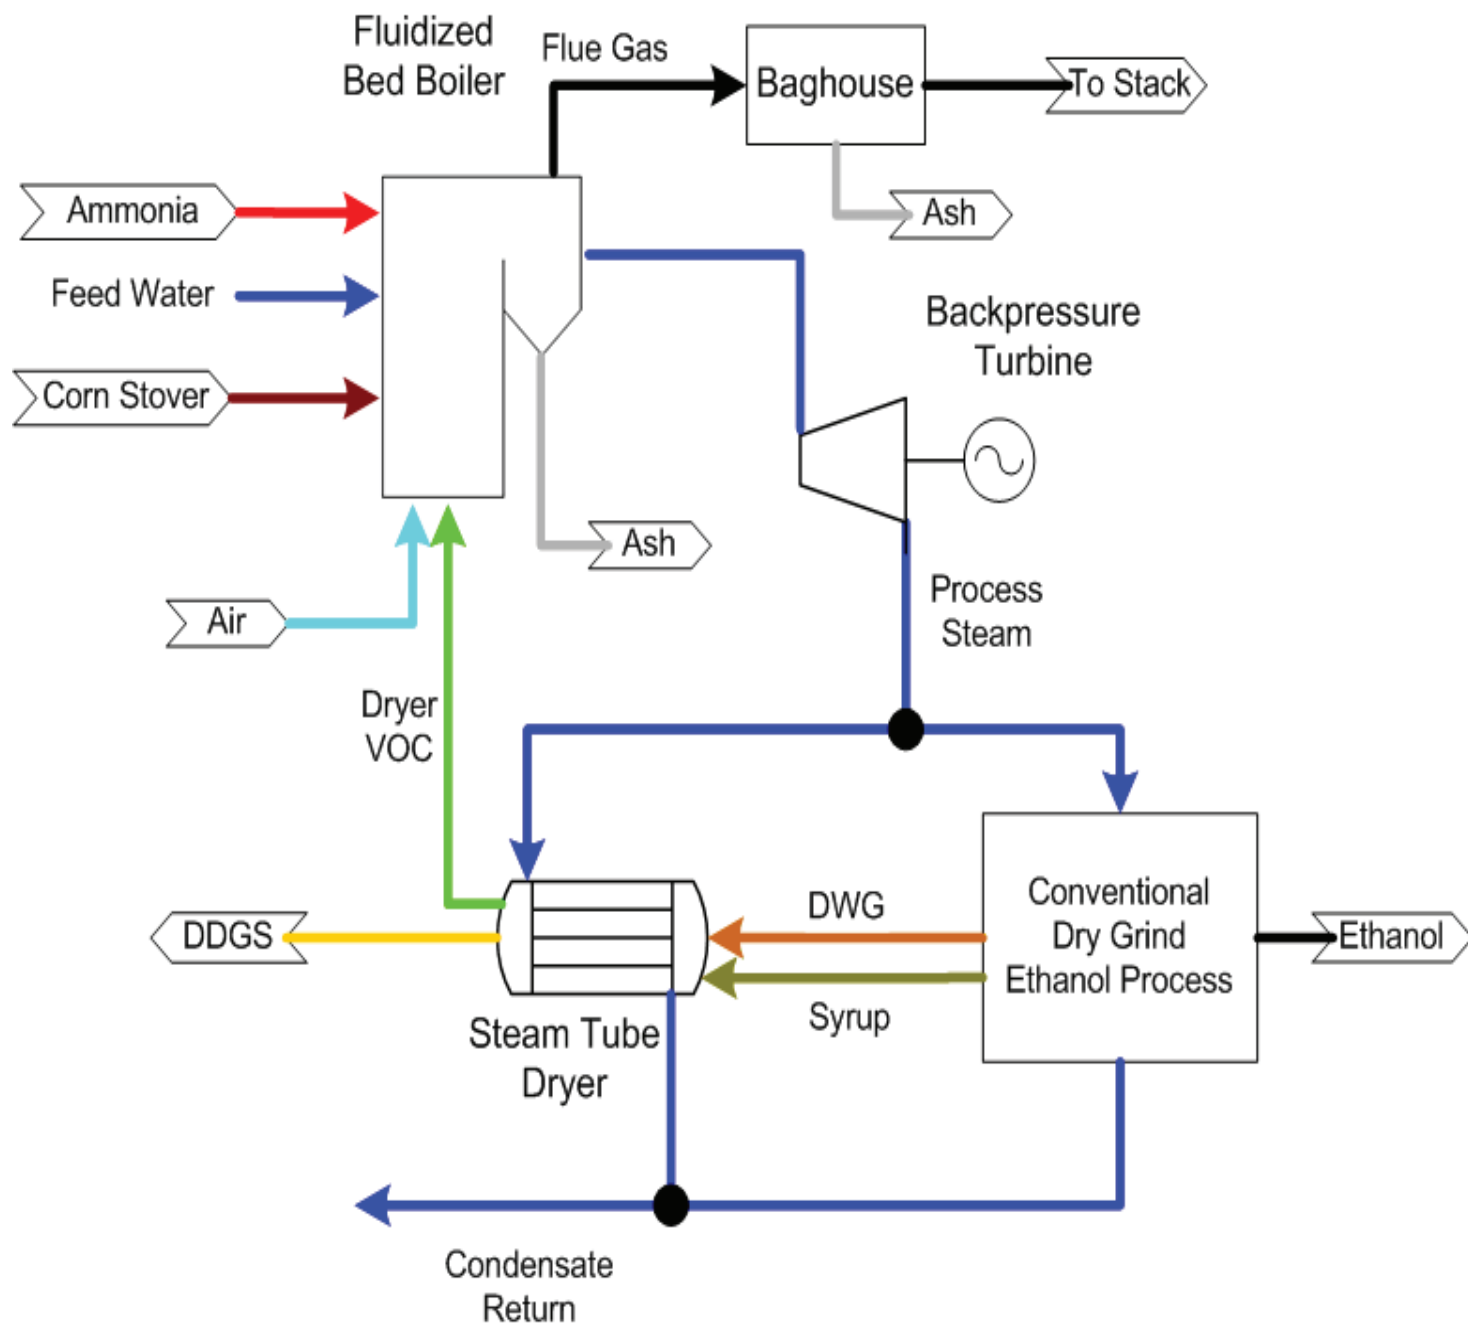 Fluidized
Bed Boiler
Flue Gas
Baghouse
To Stack
Ammonia
Ash
Feed Water
Backpressure
Turbine
Corn Stover
Ash
Air
Process
Steam
Dryer
VOC
DWG
Conventional
Dry Grind
Ethanol Process
DDGS
Ethanol
Syrup
Steam Tube
Dryer
Condensate
Return